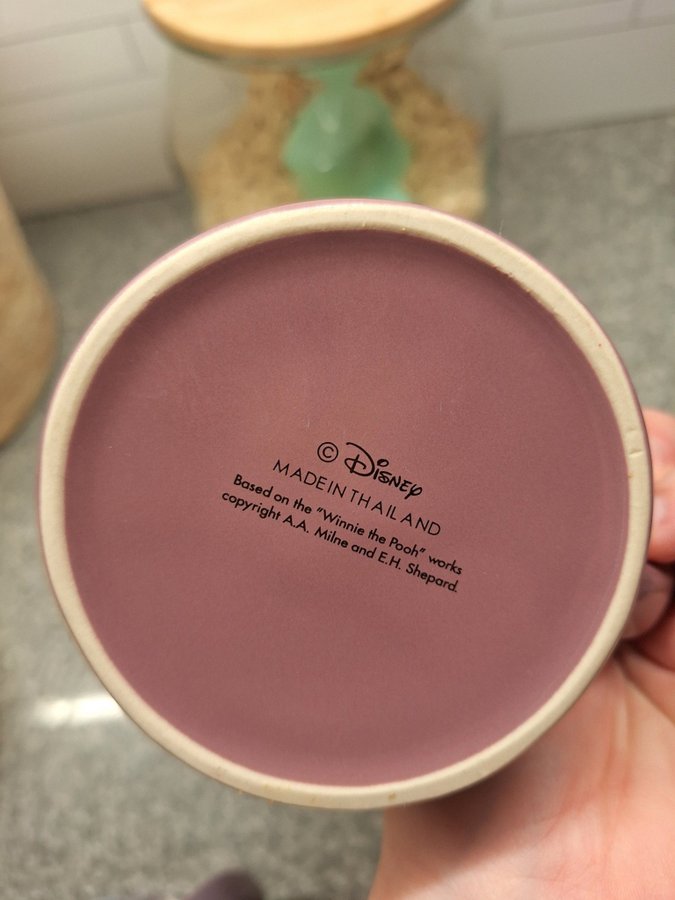 © Disney
MADE IN THAILAND
Based on the "Winnie the Pooh" works
copyright A.A. Milne and E.H. Shepard.